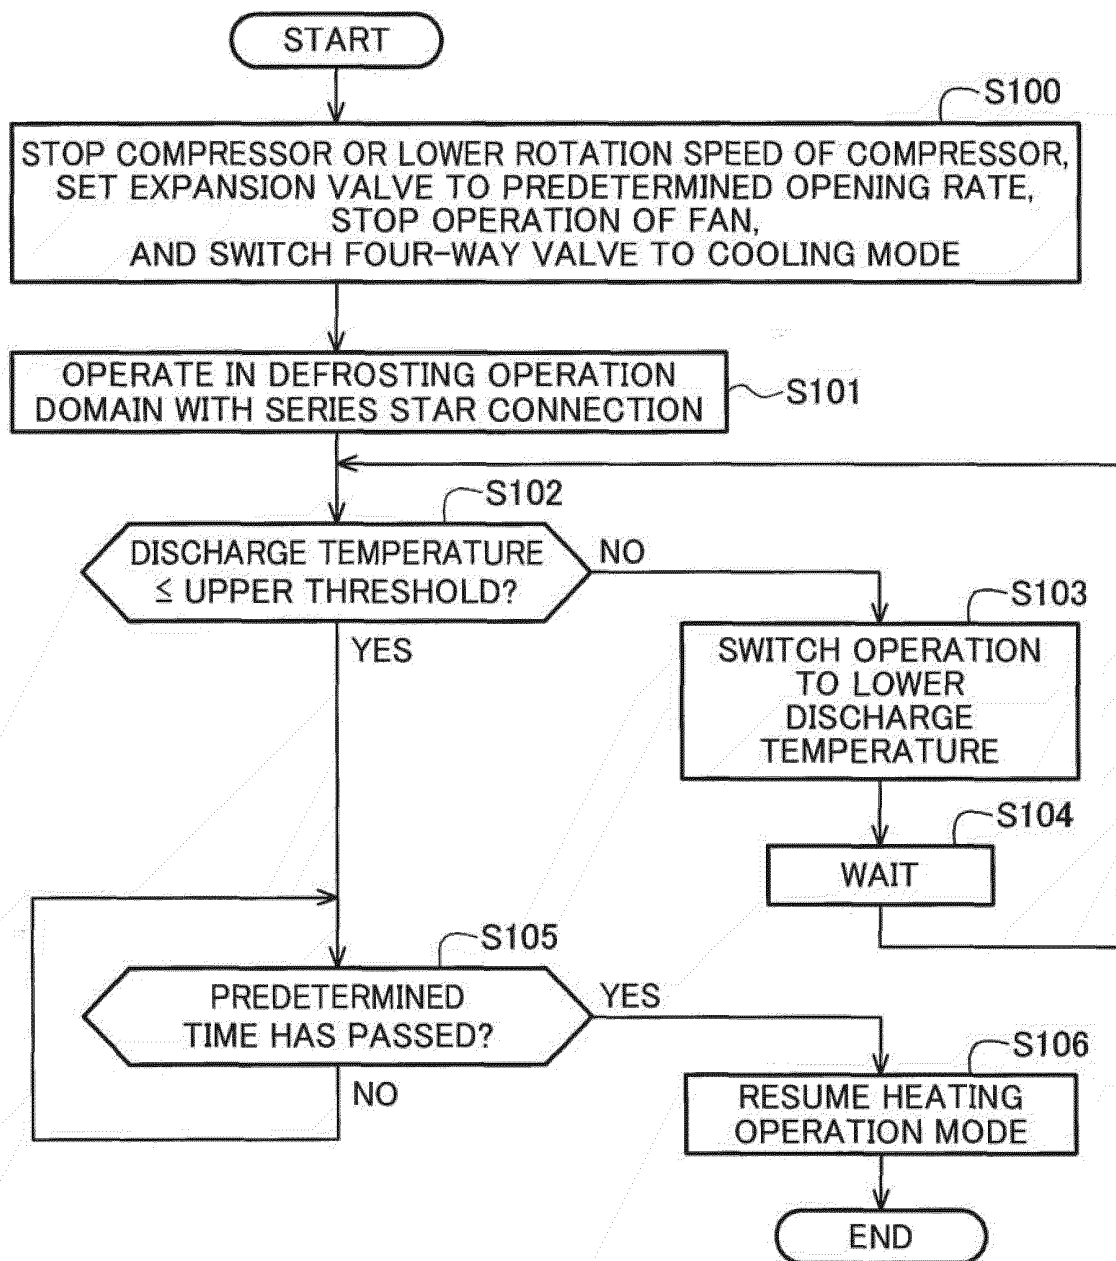 START
S100
STOP COMPRESSOR OR LOWER ROTATION SPEED OF COMPRESSOR,
SET EXPANSION VALVE TO PREDETERMINED OPENING RATE,
STOP OPERATION OF FAN,
AND SWITCH FOUR-WAY VALVE TO COOLING MODE
OPERATE IN DEFROSTING OPERATION
DOMAIN WITH SERIES STAR CONNECTION
S101
S102
DISCHARGE TEMPERATURE
≦ UPPER THRESHOLD?
NO
YES
S103
SWITCH OPERATION
TO LOWER
DISCHARGE
TEMPERATURE
S104
WAIT
S105
PREDETERMINED
TIME HAS PASSED?
YES
NO
S106
RESUME HEATING
OPERATION MODE
END